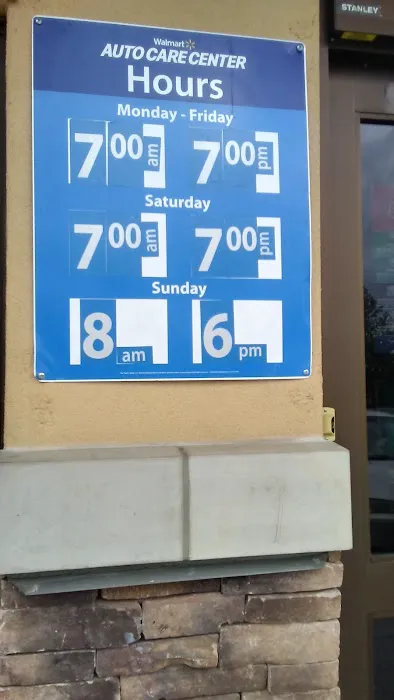 STANLEY
Walmart
AUTO CARE CENTER
Hours
Monday - Friday
7 00 am 7 00 pm
Saturday
7 00 am 7 00 pm
Sunday
8 am 6 pm